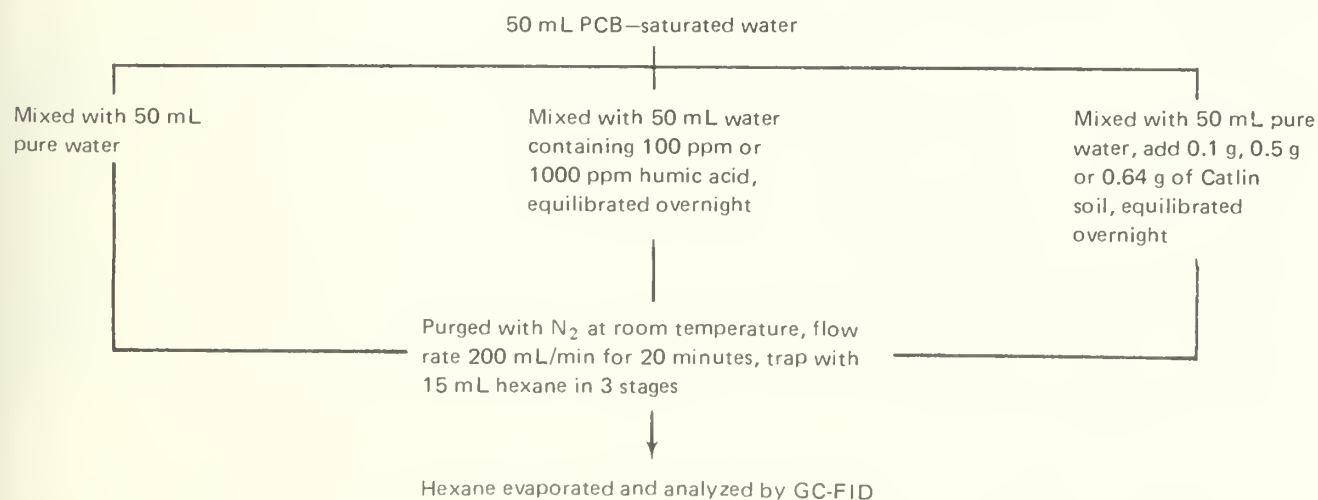 50 mL PCB—saturated water
Mixed with 50 mL
pure water
Mixed with 50 mL water
containing 100 ppm or
1000 ppm humic acid,
equilibrated overnight
Mixed with 50 mL pure
water, add 0.1 g, 0.5 g
or 0.64 g of Catlin
soil, equilibrated
overnight
Purged with N₂ at room temperature, flow
rate 200 mL/min for 20 minutes, trap with
15 mL hexane in 3 stages
Hexane evaporated and analyzed by GC-FID